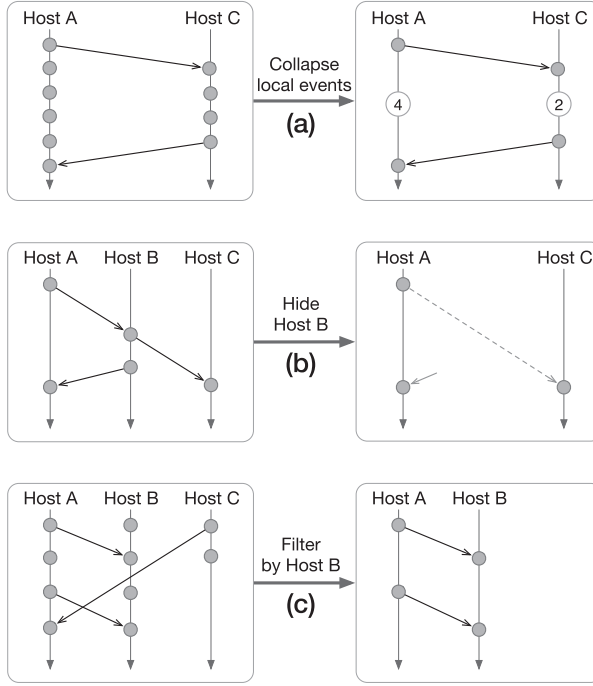 Host A Host C
Collapse
local events
(a)
Host A Host C
4 2
Host A Host B Host C
Hide
Host B
(b)
Host A Host C
Host A Host B Host C
Filter
by Host B
(c)
Host A Host B